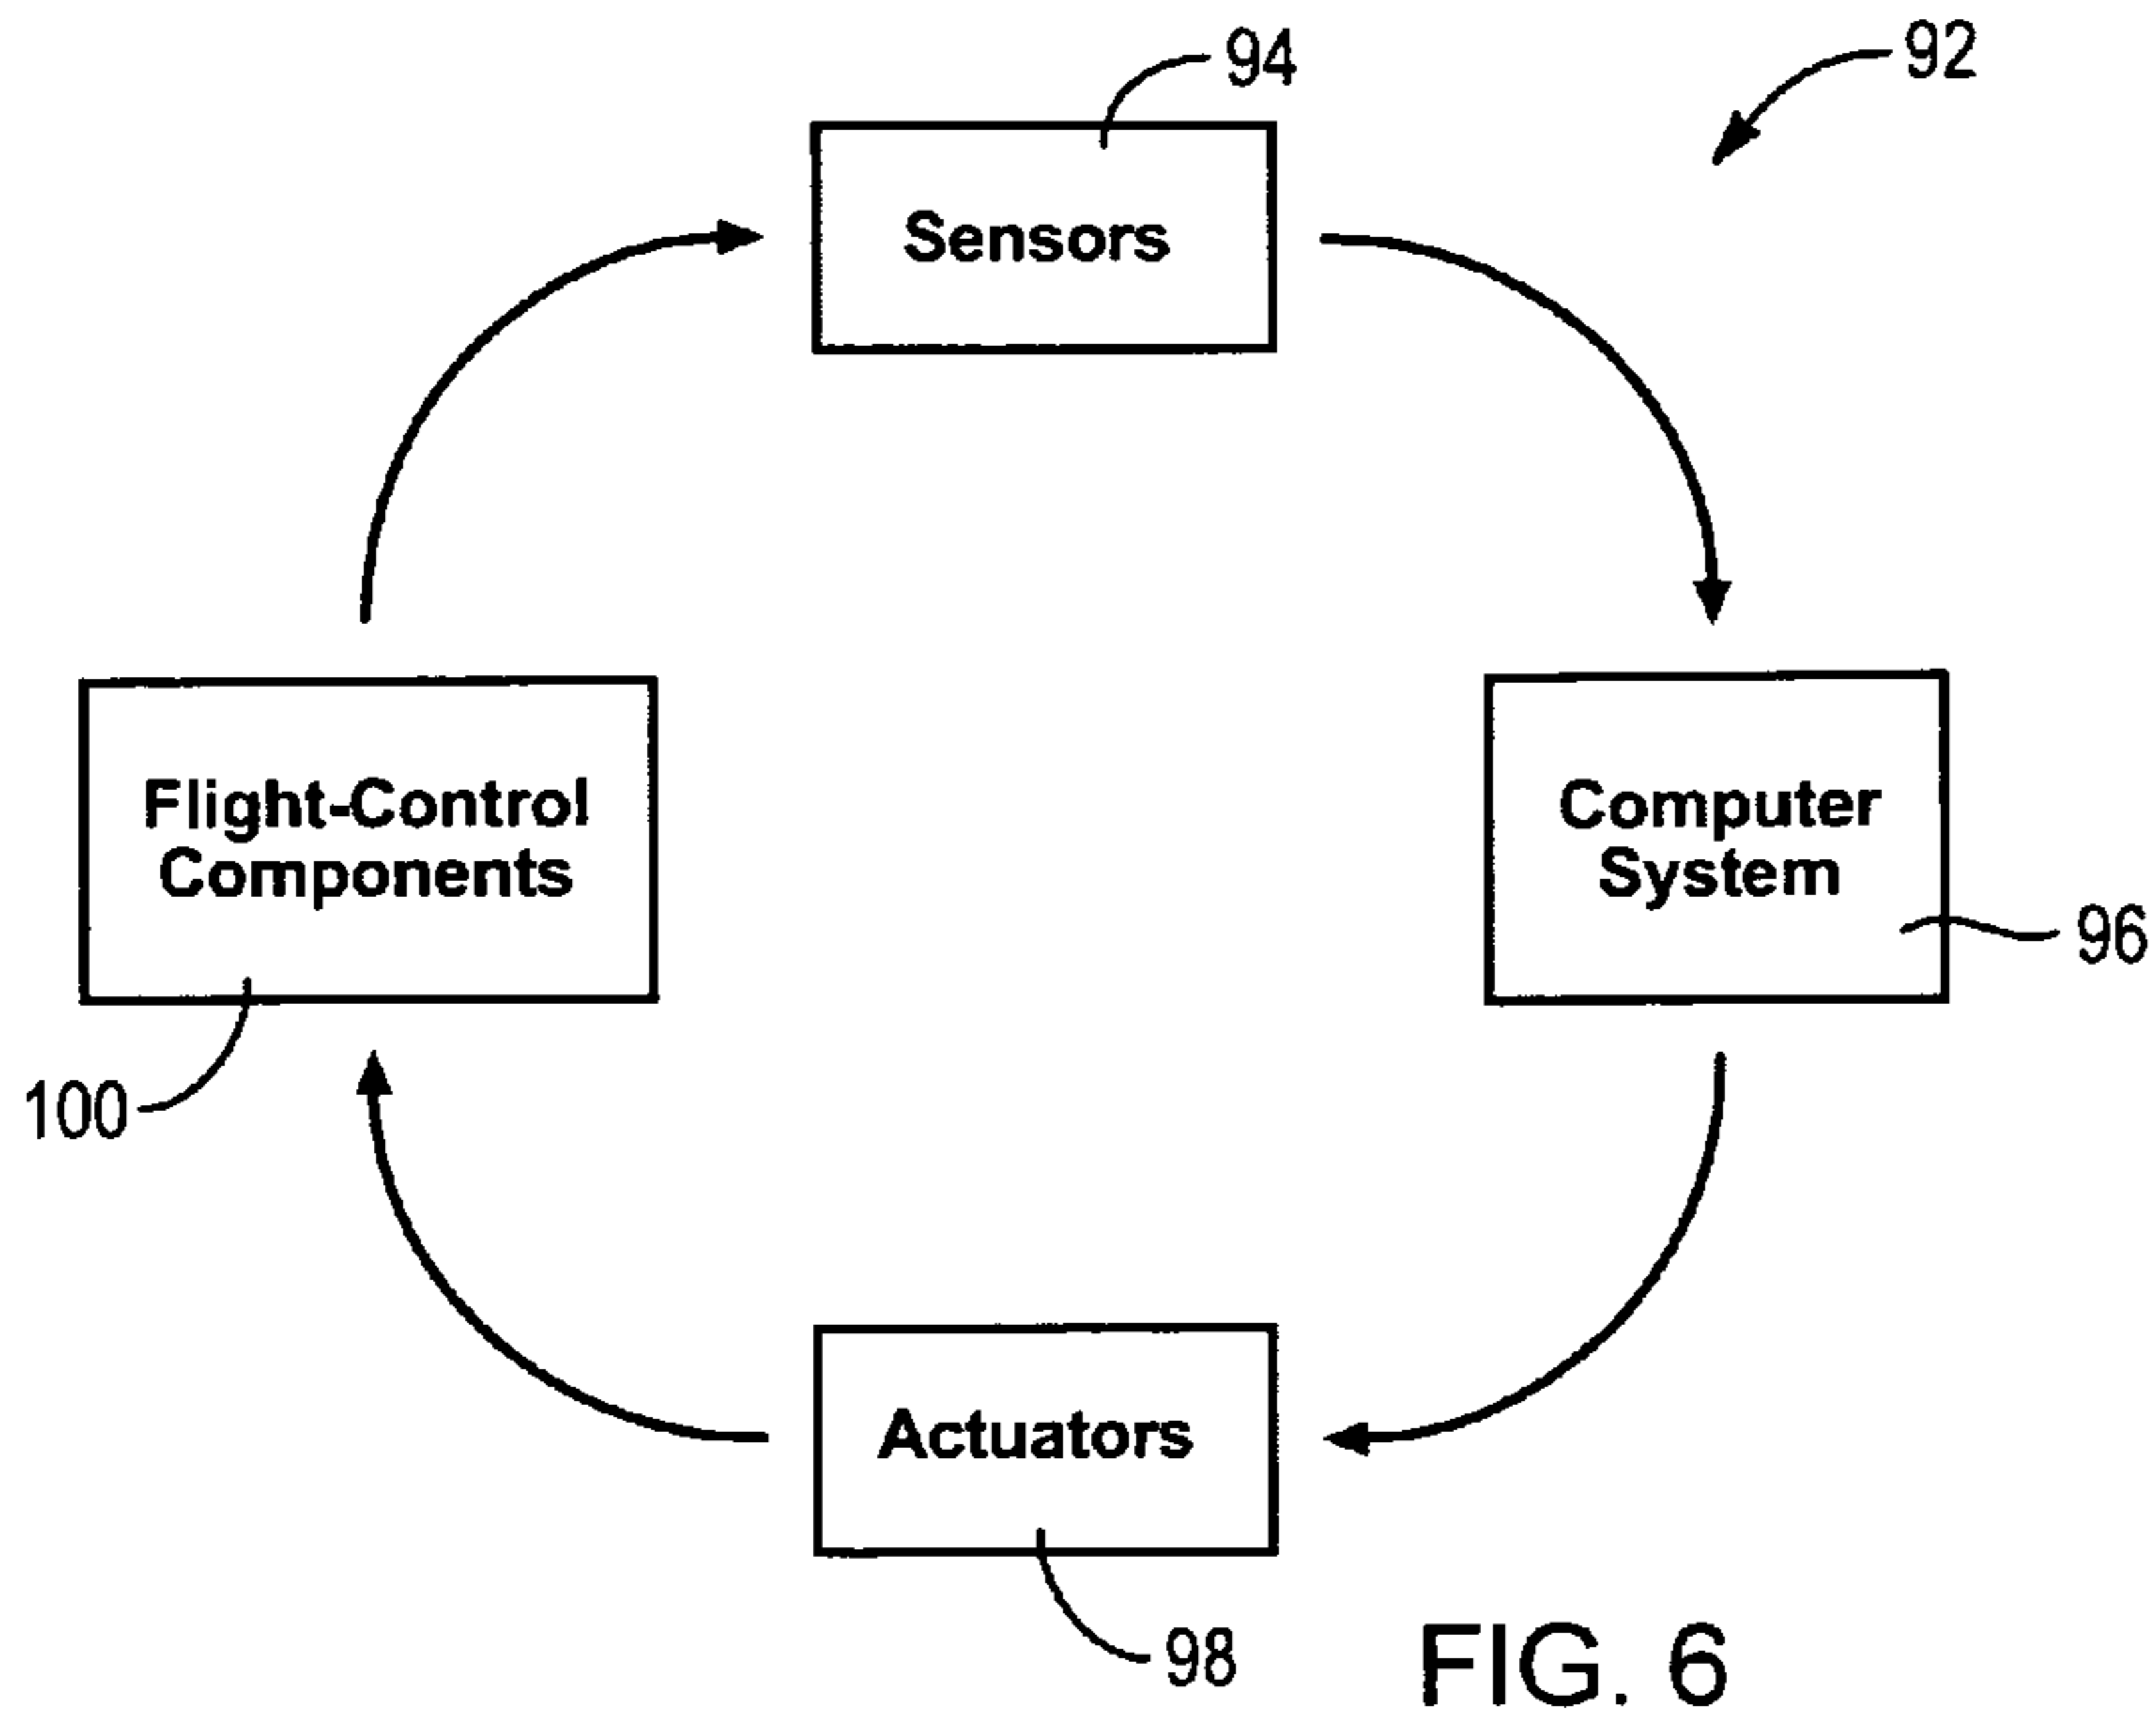 94
92
Sensors
Flight-Control
Components
Computer
System
96
100
Actuators
98
FIG. 6